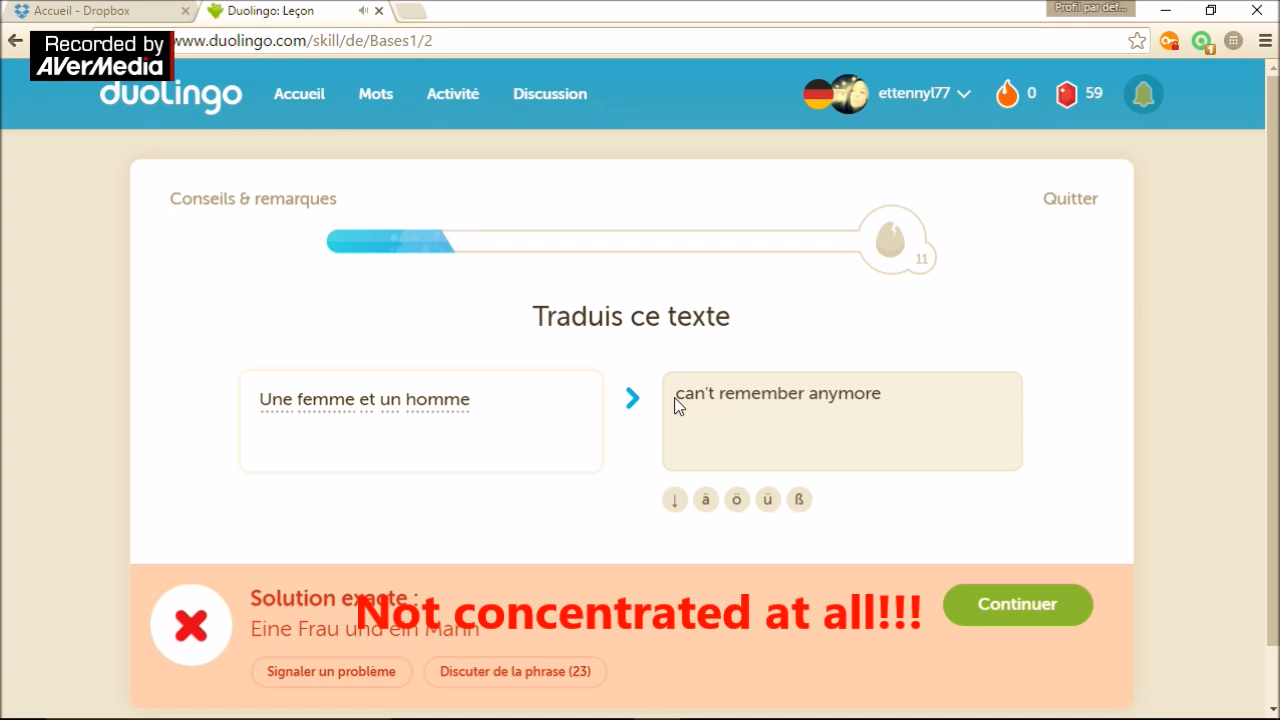 Accueil - Dropbox
Duolingo: Leçon
Profil par déf...
www.duolingo.com/skill/de/Bases1/2
Recorded by
AVerMedia
duolingo
Accueil
Mots
Activité
Discussion
ettennyl77
0
59
Conseils & remarques
Quitter
11
Traduis ce texte
Une femme et un homme
can't remember anymore
↓ ä ö ü ß
Solution exacte :
Not concentrated at all!!!
Eine Frau und ein Mann
Continuer
Signaler un problème
Discuter de la phrase (23)